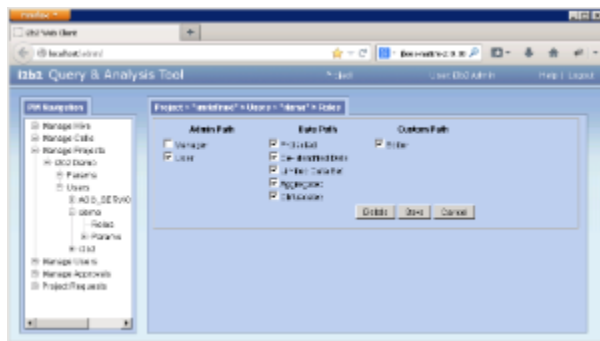 Firefox
i2b2 Web Client
localhost/admin/
i2b2 Query & Analysis Tool
Project
User: i2b2 Admin
Help | Logout
PM Navigation
Project > "undefined" > Users > "demo" > Roles
Manage Hive
Manage Cells
Manage Projects
i2b2 Demo
Params
Users
demo
Roles
Params
i2b2
Manage Users
Manage Approvals
Project Requests
Admin Path
Data Path
Custom Path
Manager
Protected
Editor
User
De-identified Data
Limited Data Set
Aggregated
Obfuscated
Delete
Save
Cancel